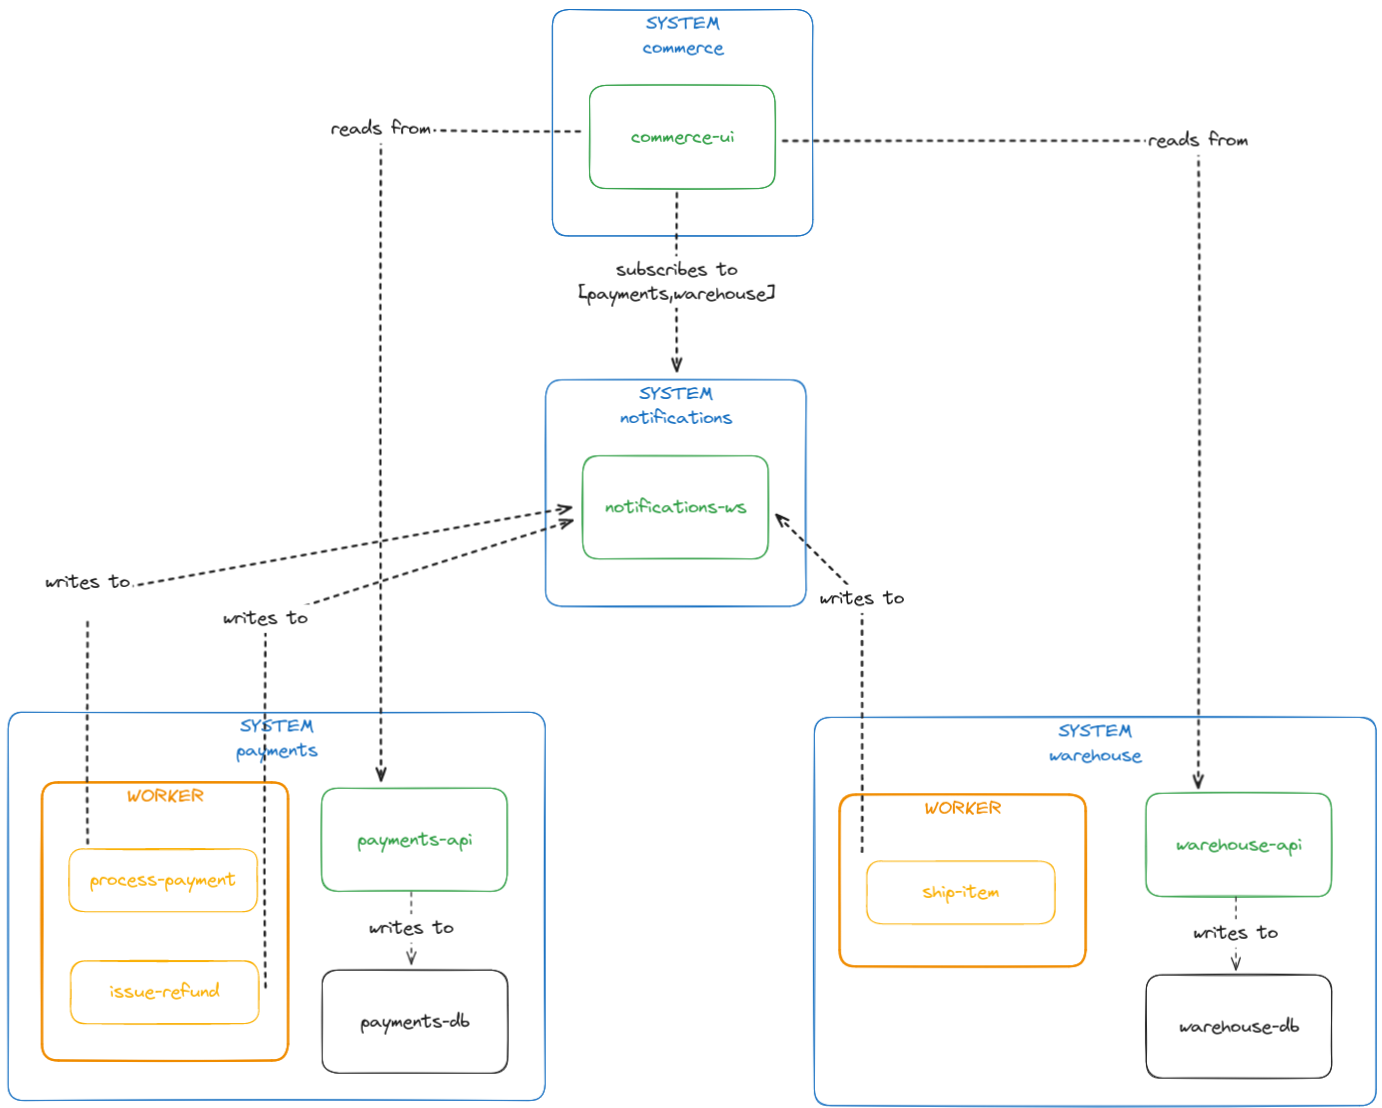 SYSTEM
commerce
commerce-ui
reads from
reads from
subscribes to
[payments,warehouse]
SYSTEM
notifications
notifications-ws
writes to
writes to
writes to
SYSTEM
payments
WORKER
process-payment
issue-refund
payments-api
writes to
payments-db
SYSTEM
warehouse
WORKER
ship-item
warehouse-api
writes to
warehouse-db